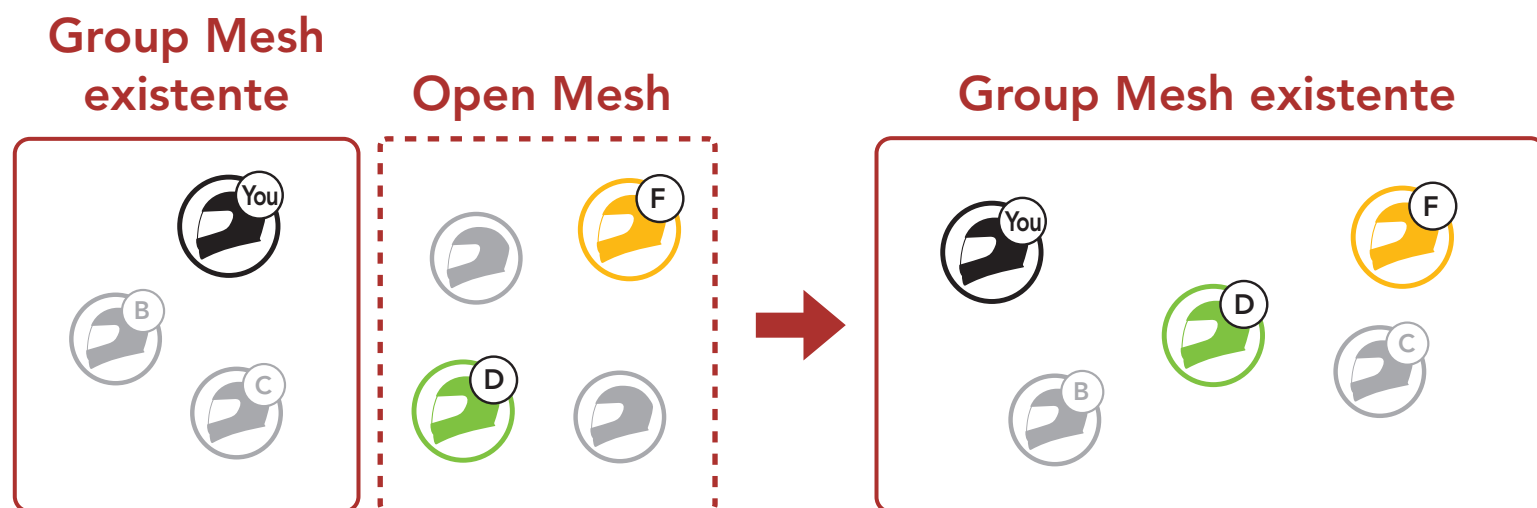 Group Mesh
existente
Open Mesh
Group Mesh existente
You
B
C
F
D
You
F
D
C
B